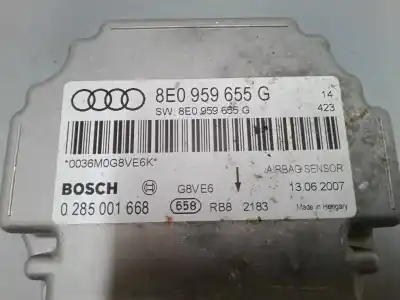 8E0 959 655 G 14
SW: 8E0 959 655 G 423
*0036M0G8VE6K* AIRBAG SENSOR
BOSCH G8VE6 13.06.2007
0 285 001 668 558 RB8 2183 Made in Hungary